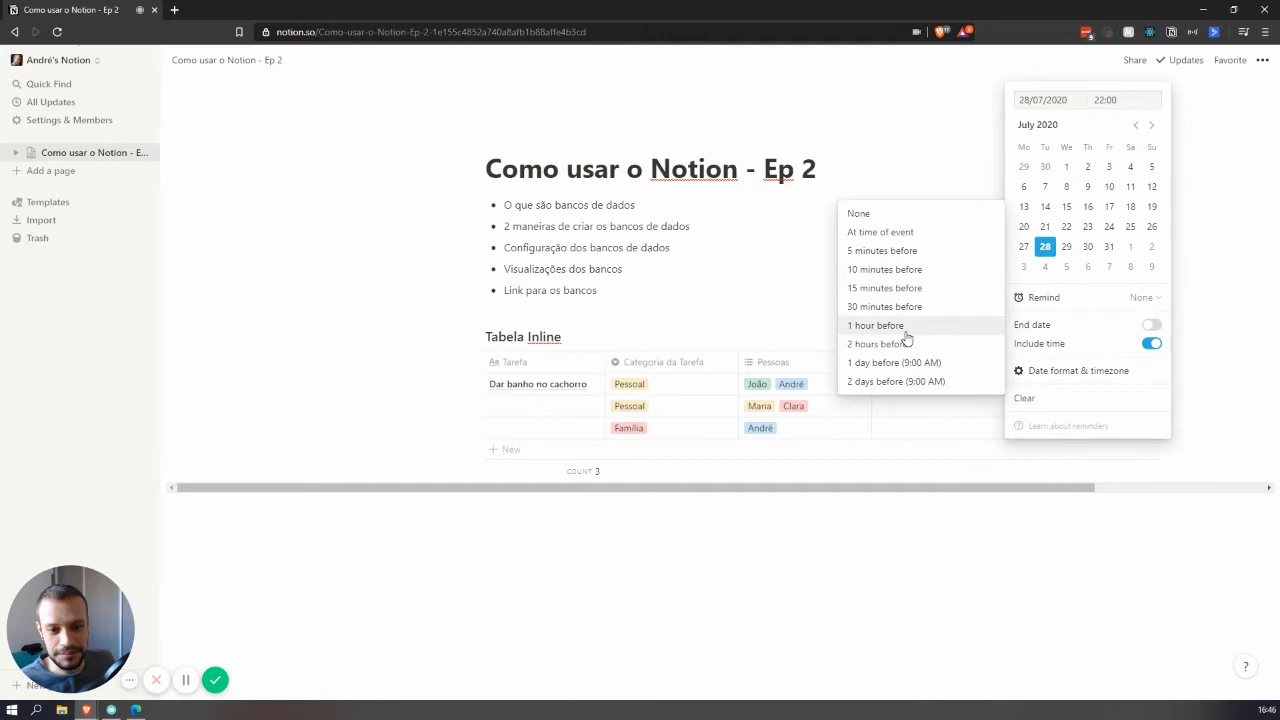 Como usar o Notion - Ep 2
notion.so/Como-usar-o-Notion-Ep-2-1e155c4852a740a8afb1b88affe4b3cd
André's Notion
Como usar o Notion - Ep 2
Share
Updates
Favorite
Quick Find
All Updates
Settings & Members
Como usar o Notion - E...
Add a page
Templates
Import
Trash
Como usar o Notion - Ep 2
O que são bancos de dados
2 maneiras de criar os bancos de dados
Configuração dos bancos de dados
Visualizações dos bancos
Link para os bancos
Tabela Inline
Tarefa Categoria da Tarefa Pessoas
Dar banho no cachorro Pessoal João André
Pessoal Maria Clara
Família André
New
COUNT 3
None
At time of event
5 minutes before
10 minutes before
15 minutes before
30 minutes before
1 hour before
2 hours before
1 day before (9:00 AM)
2 days before (9:00 AM)
28/07/2020 22:00
July 2020
Mo Tu We Th Fr Sa Su
29 30 1 2 3 4 5
6 7 8 9 10 11 12
13 14 15 16 17 18 19
20 21 22 23 24 25 26
27 28 29 30 31 1 2
3 4 5 6 7 8 9
Remind None
End date
Include time
Date format & timezone
Clear
Learn about reminders
?
16:46